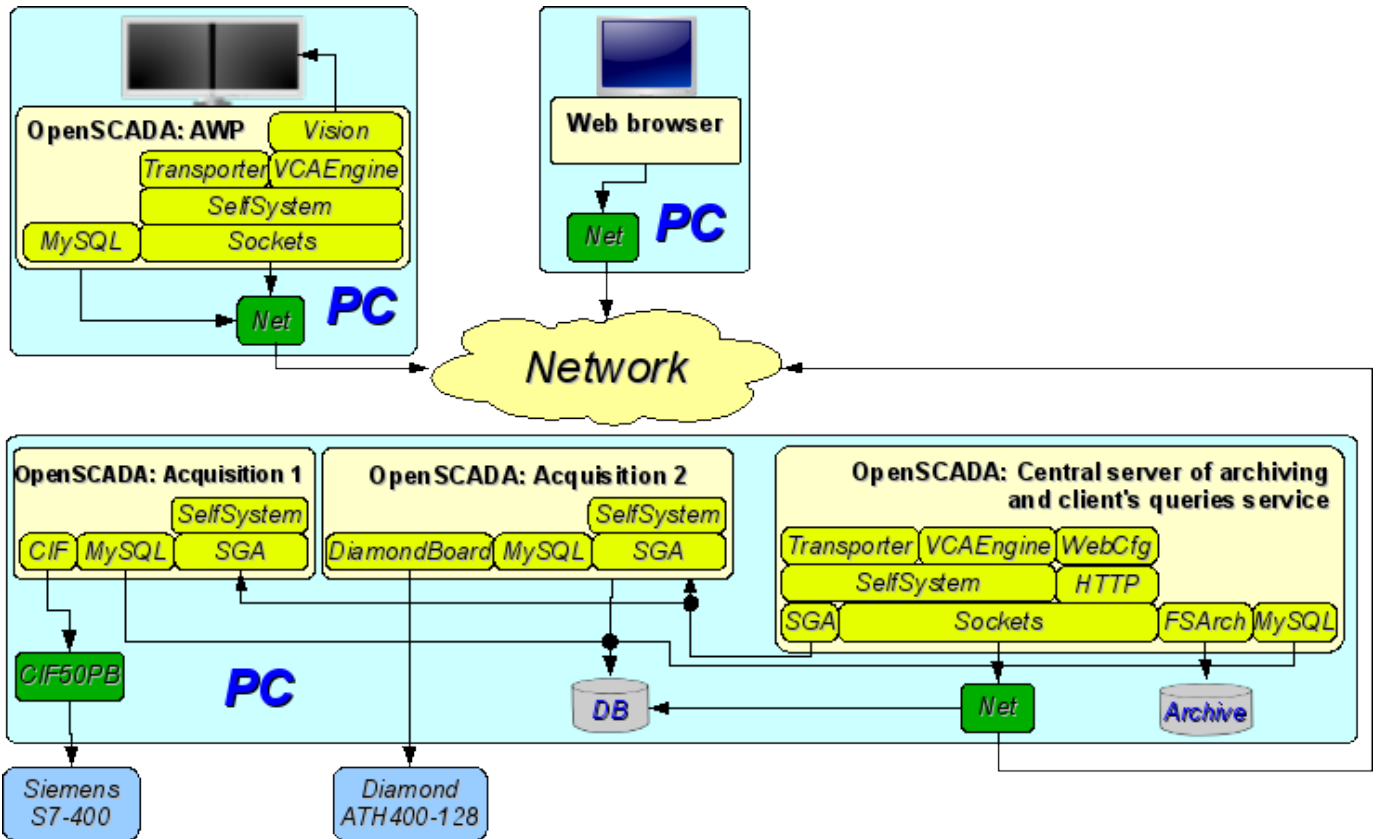 OpenSCADA: AWP
Vision
Transporter
VCAEngine
SelfSystem
MySQL
Sockets
Net
PC
Web browser
Net
PC
Network
OpenSCADA: Acquisition 1
SelfSystem
CIF
MySQL
SGA
CIF50PB
PC
OpenSCADA: Acquisition 2
SelfSystem
DiamondBoard
MySQL
SGA
DB
OpenSCADA: Central server of archiving
and client's queries service
Transporter
VCAEngine
WebCfg
SelfSystem
HTTP
SGA
Sockets
FSArch
MySQL
Net
Archive
Siemens
S7-400
Diamond
ATH400-128